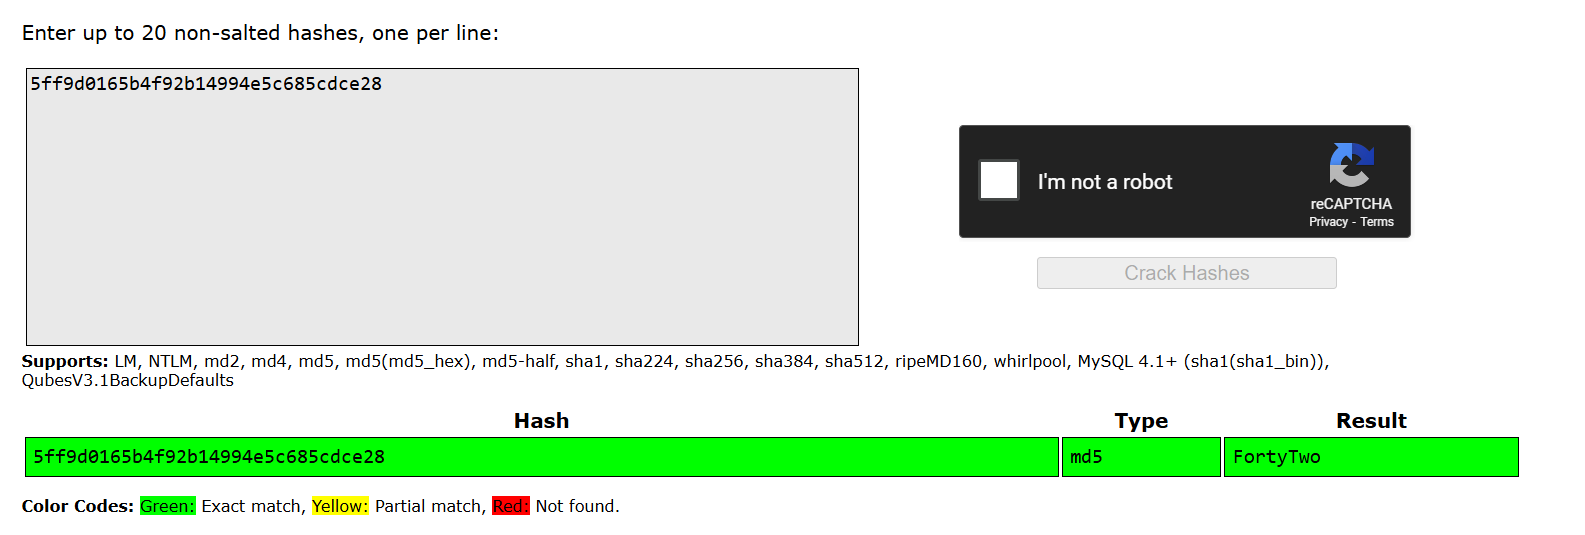 Enter up to 20 non-salted hashes, one per line:
5ff9d0165b4f92b14994e5c685cdce28
I'm not a robot
reCAPTCHA
Privacy - Terms
Crack Hashes
Supports: LM, NTLM, md2, md4, md5, md5(md5_hex), md5-half, sha1, sha224, sha256, sha384, sha512, ripeMD160, whirlpool, MySQL 4.1+ (sha1(sha1_bin)),
QubesV3.1BackupDefaults
Hash Type Result
5ff9d0165b4f92b14994e5c685cdce28 md5 FortyTwo
Color Codes: Green: Exact match, Yellow: Partial match, Red: Not found.